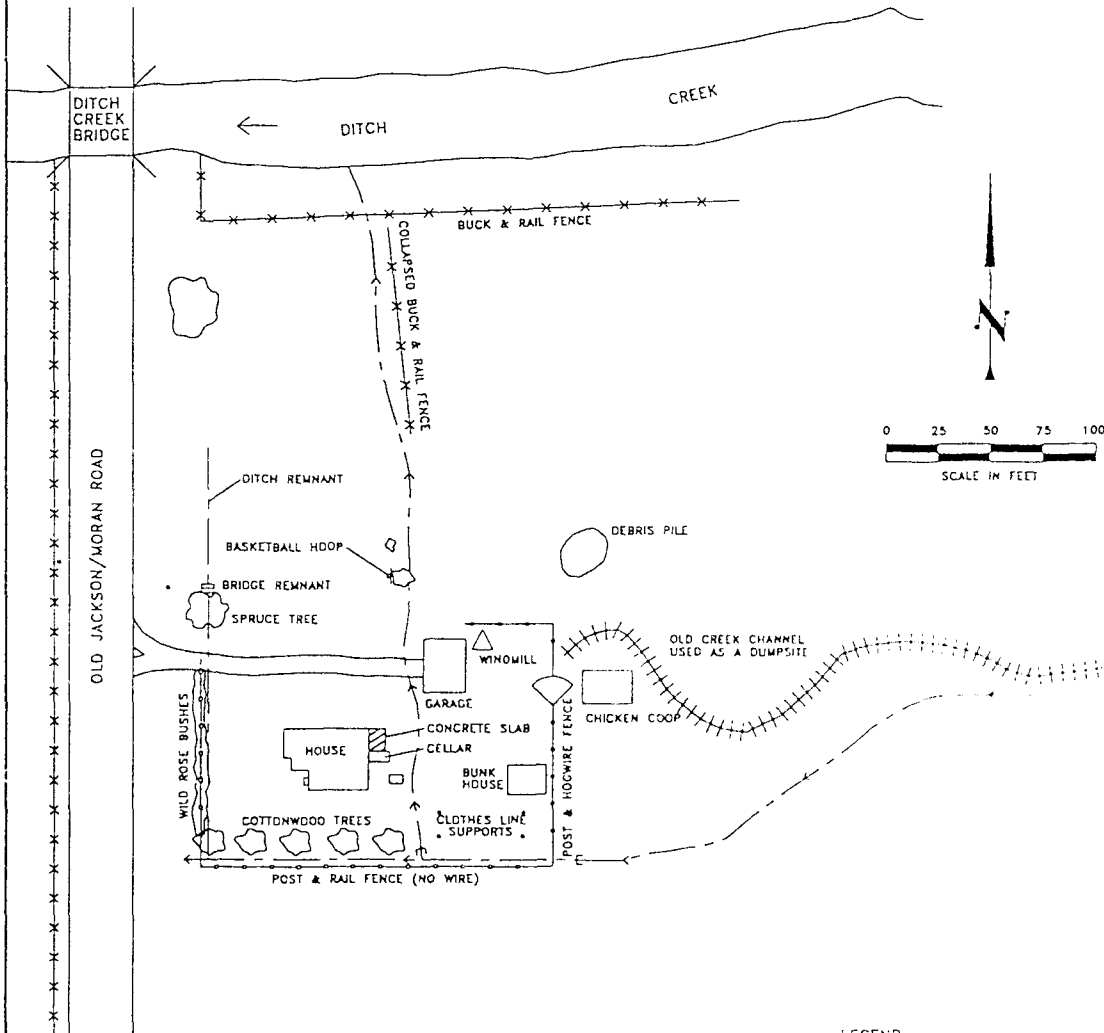 DITCH
CREEK
BRIDGE
DITCH
CREEK
BUCK & RAIL FENCE
COLLAPSED BUCK & RAIL FENCE
N
0 25 50 75 100
SCALE IN FEET
OLD JACKSON/MORAN ROAD
DITCH REMNANT
BASKETBALL HOOP
DEBRIS PILE
BRIDGE REMNANT
SPRUCE TREE
WINDMILL
OLD CREEK CHANNEL
USED AS A DUMPSITE
GARAGE
CHICKEN COOP
WILD ROSE BUSHES
HOUSE
CONCRETE SLAB
CELLAR
BUNK
HOUSE
POST & HOGWIRE FENCE
COTTONWOOD TREES
CLOTHES LINE
SUPPORTS
POST & RAIL FENCE (NO WIRE)